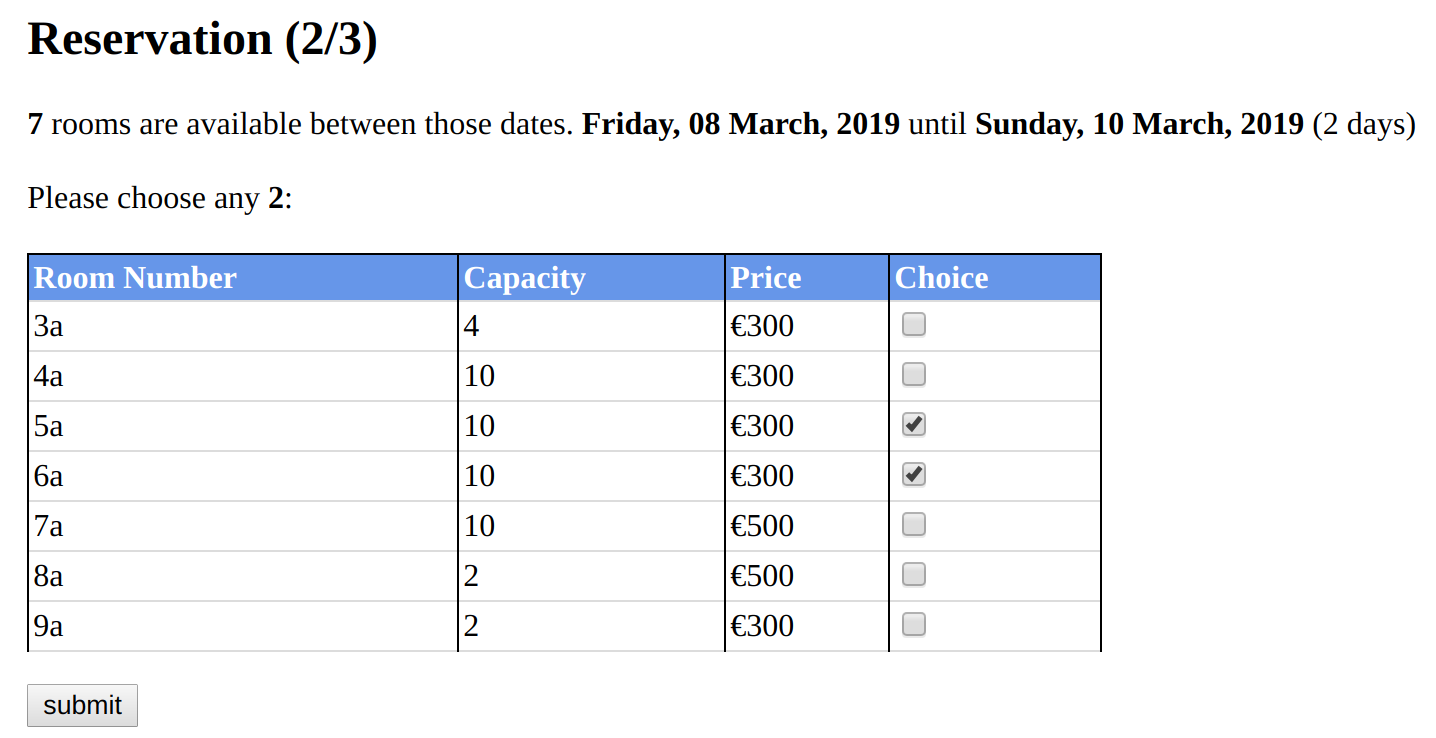 Reservation (2/3)
7 rooms are available between those dates. Friday, 08 March, 2019 until Sunday, 10 March, 2019 (2 days)
Please choose any 2:
Room Number Capacity Price Choice
3a 4 €300
4a 10 €300
5a 10 €300
6a 10 €300
7a 10 €500
8a 2 €500
9a 2 €300
submit